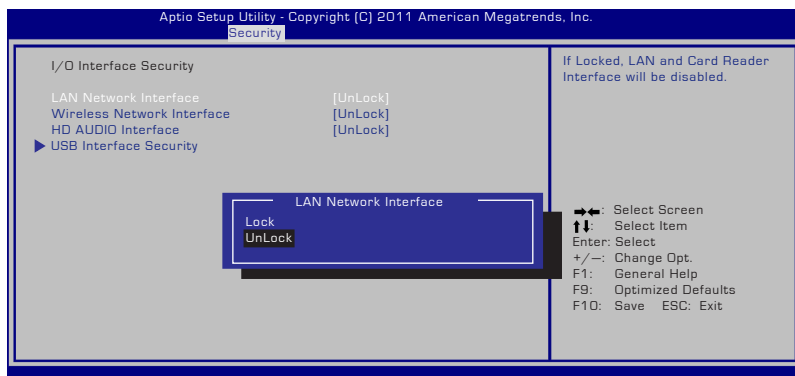 Aptio Setup Utility - Copyright (C) 2011 American Megatrends, Inc.
Security
I/O Interface Security
LAN Network Interface [UnLock]
Wireless Network Interface [UnLock]
HD AUDIO Interface [UnLock]
USB Interface Security
If Locked, LAN and Card Reader
Interface will be disabled.
LAN Network Interface
Lock
UnLock
→←: Select Screen
↑↓: Select Item
Enter: Select
+/—: Change Opt.
F1: General Help
F9: Optimized Defaults
F10: Save ESC: Exit